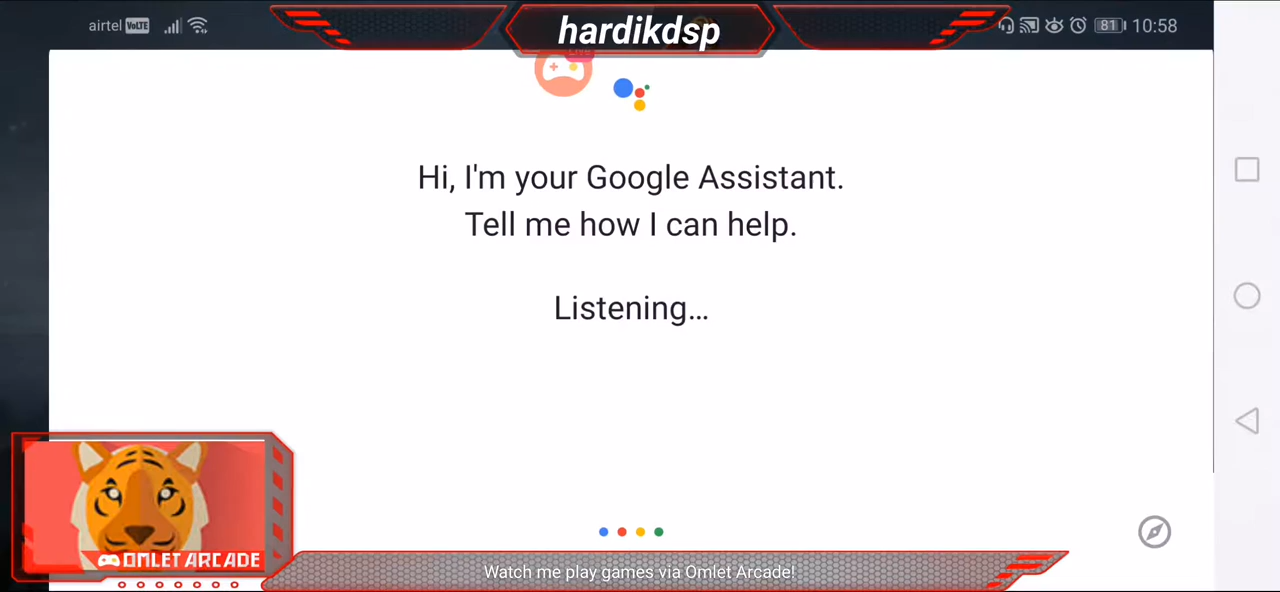 airtel VoLTE
hardikdsp
81 10:58
Hi, I'm your Google Assistant.
Tell me how I can help.
Listening...
OMLET ARCADE
Watch me play games via Omlet Arcade!